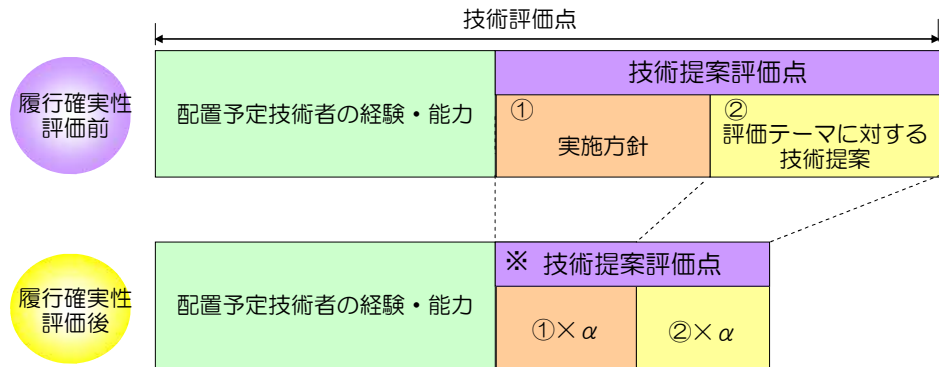 技術評価点
履行確実性
評価前
配置予定技術者の経験・能力
技術提案評価点
①
実施方針
②
評価テーマに対する
技術提案
履行確実性
評価後
配置予定技術者の経験・能力
※ 技術提案評価点
①×α
②×α